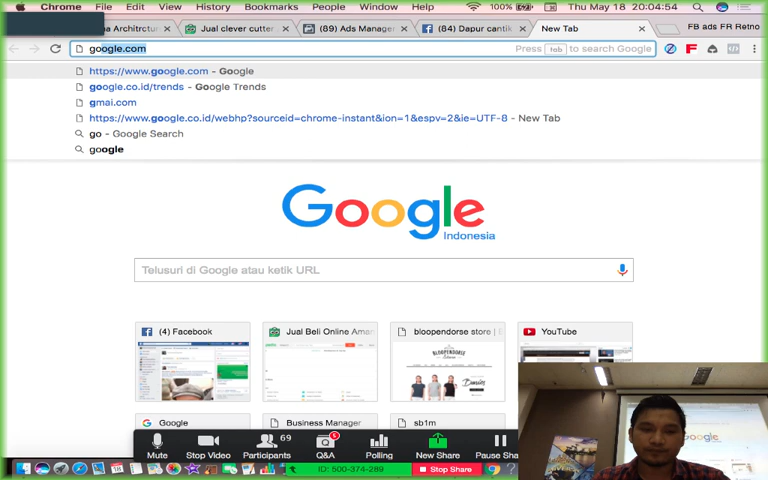 Chrome File Edit View History Bookmarks People Window Help 100% Thu May 18 20:04:54
Jual clever cutter (89) Ads Manager (84) Dapur cantik New Tab FB ads FR Retno
google.com Press tab to search Google
https://www.google.com - Google
google.co.id/trends - Google Trends
gmai.com
https://www.google.co.id/webhp?sourceid=chrome-instant&ion=1&espv=2&ie=UTF-8 - New Tab
go - Google Search
google
Google
Indonesia
Telusuri di Google atau ketik URL
(4) Facebook Jual Beli Online Aman bloopendorse store | YouTube
BLOOPENDORSE
Google Business Manager sb1m
69
Mute Stop Video Participants Q&A Polling New Share Pause Sha
ID: 500-374-289 Stop Share